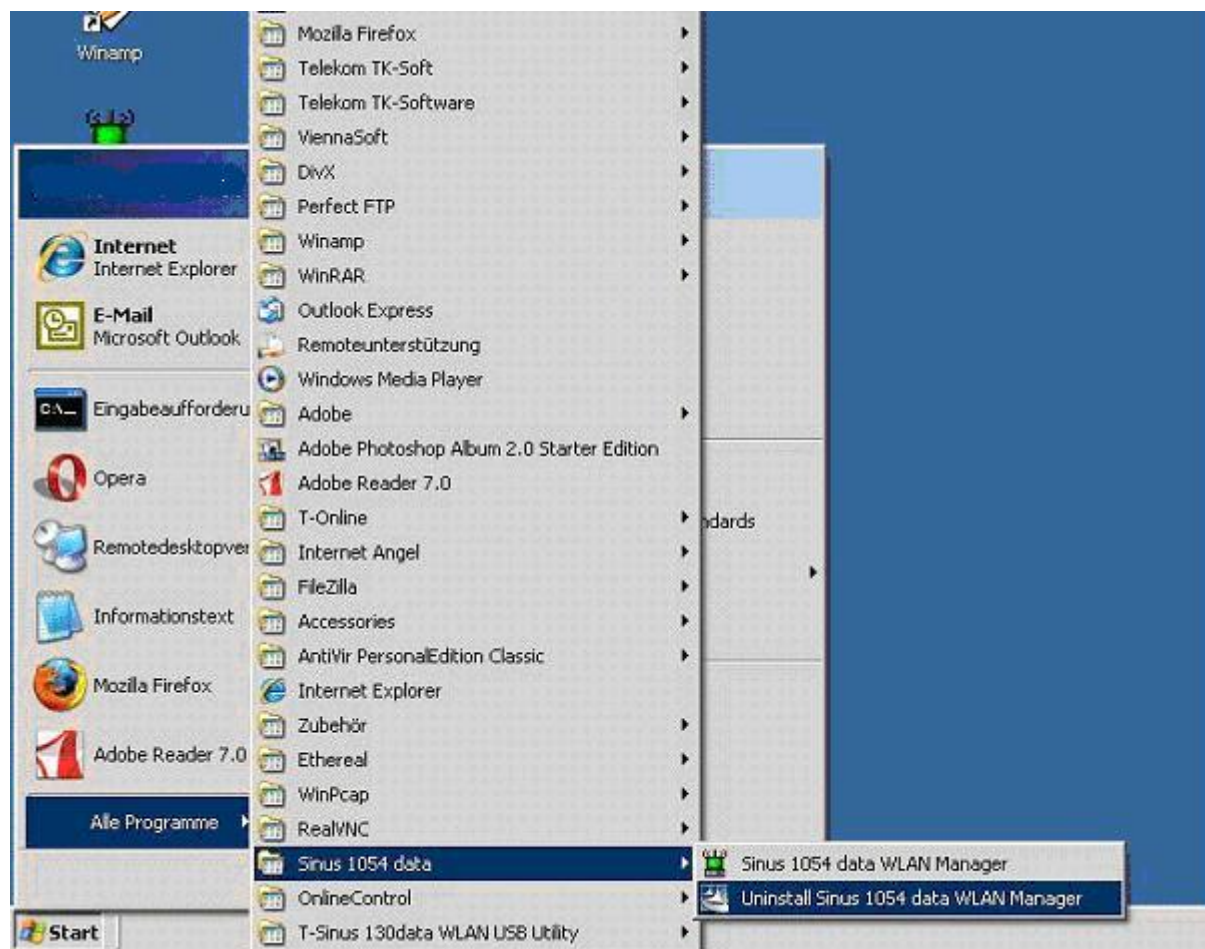 Winamp
Internet
Internet Explorer
E-Mail
Microsoft Outlook
C:\_
Eingabeaufforderu
Opera
Remotedesktopver
Informationstext
Mozilla Firefox
Adobe Reader 7.0
Alle Programme
Start
Mozilla Firefox
Telekom TK-Soft
Telekom TK-Software
ViennaSoft
DivX
Perfect FTP
Winamp
WinRAR
Outlook Express
Remoteunterstützung
Windows Media Player
Adobe
Adobe Photoshop Album 2.0 Starter Edition
Adobe Reader 7.0
T-Online
Internet Angel
FileZilla
Accessories
AntiVir PersonalEdition Classic
Internet Explorer
Zubehör
Ethereal
WinPcap
RealVNC
Sinus 1054 data
OnlineControl
T-Sinus 130data WLAN USB Utility
ndards
Sinus 1054 data WLAN Manager
Uninstall Sinus 1054 data WLAN Manager